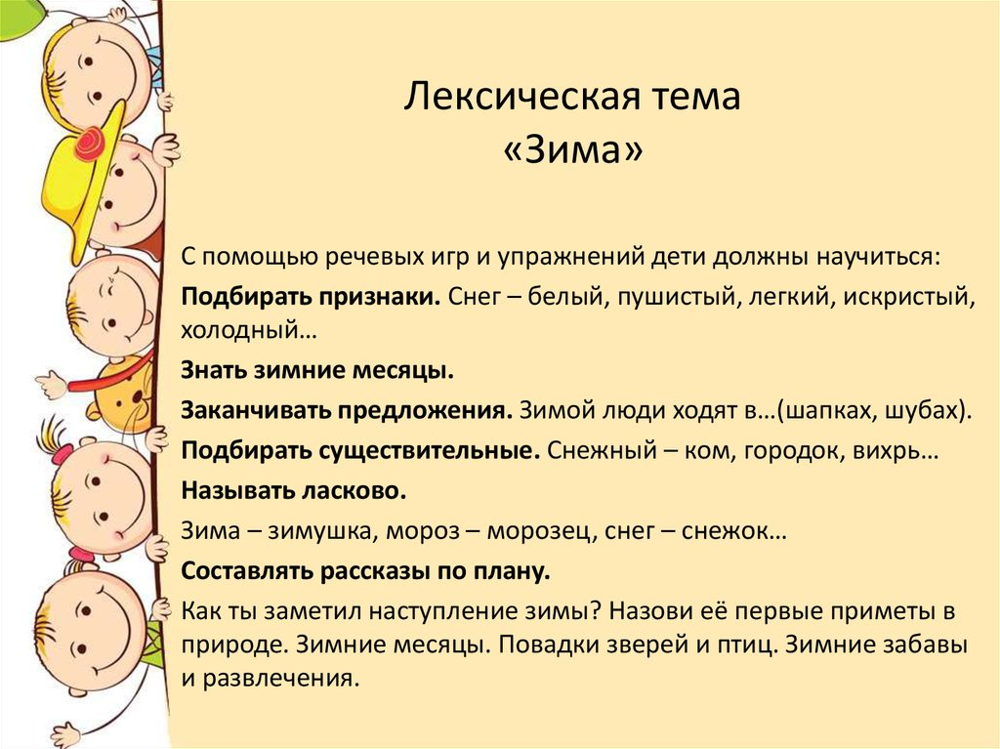 Лексическая тема
«Зима»
С помощью речевых игр и упражнений дети должны научиться:
Подбирать признаки. Снег – белый, пушистый, легкий, искристый,
холодный…
Знать зимние месяцы.
Заканчивать предложения. Зимой люди ходят в…(шапках, шубах).
Подбирать существительные. Снежный – ком, городок, вихрь…
Называть ласково.
Зима – зимушка, мороз – морозец, снег – снежок…
Составлять рассказы по плану.
Как ты заметил наступление зимы? Назови её первые приметы в
природе. Зимние месяцы. Повадки зверей и птиц. Зимние забавы
и развлечения.